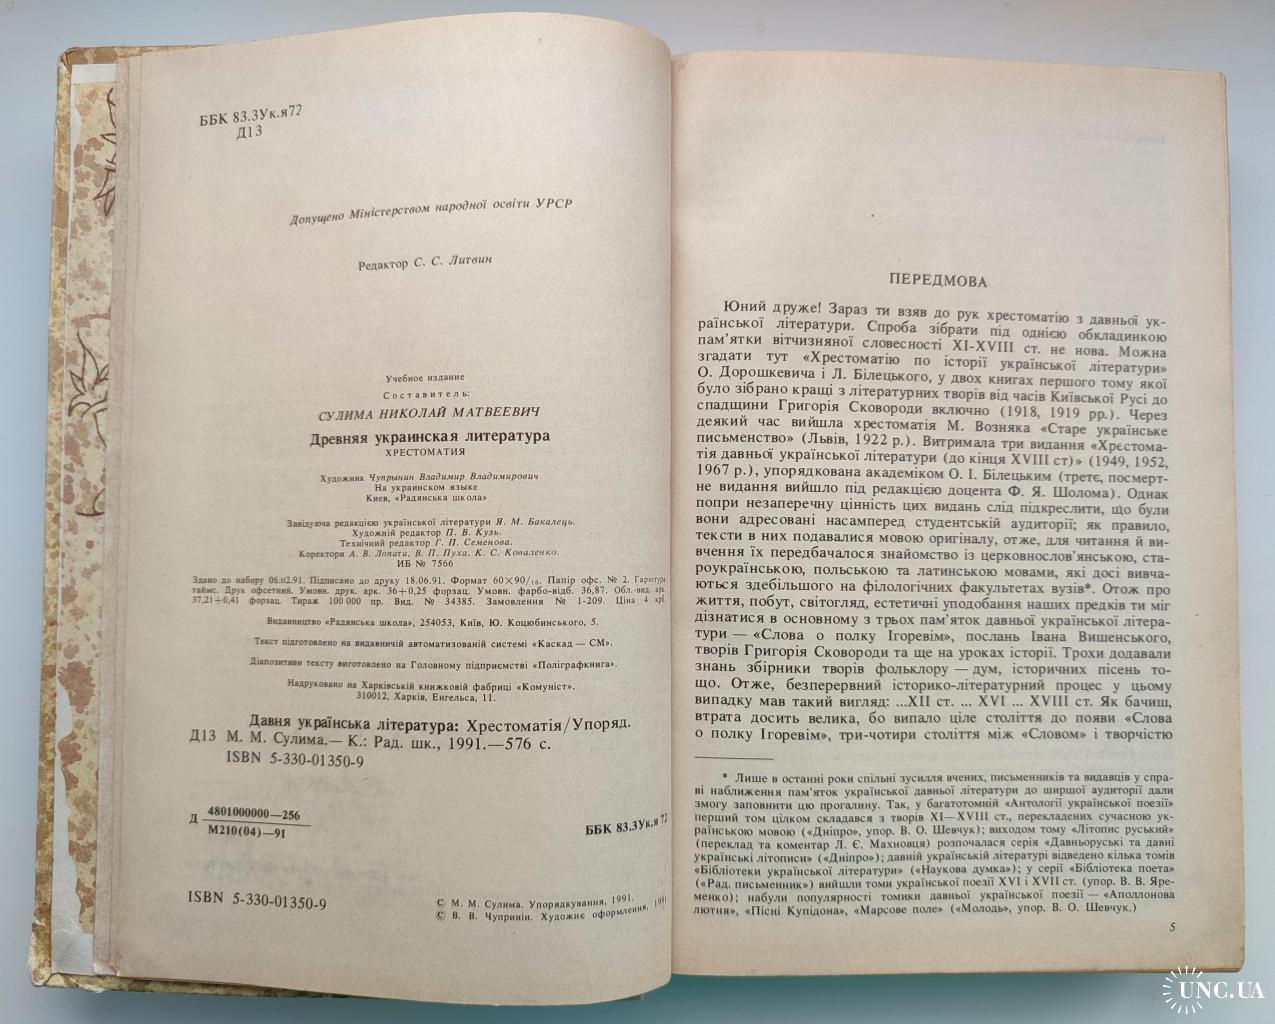 ББК 83.3Ук.я72
Д13
Допущено Міністерством народної освіти УРСР
Редактор С. С. Литвин
Учебное издание
Составитель:
СУЛИМА НИКОЛАЙ МАТВЕЕВИЧ
Древняя украинская литература
ХРЕСТОМАТИЯ
Художник Чупрынин Владимир Владимирович
На украинском языке
Киев, «Радянська школа»
Завідуюча редакцією української літератури Я. М. Бакалець.
Художній редактор П. В. Кузь.
Технічний редактор Г. П. Семенова.
Коректори А. В. Лопата, В. П. Пуха, К. С. Коваленко.
ИБ № 7566
Здано до набору 06.02.91. Підписано до друку 18.06.91. Формат 60×90/16. Папір офс. № 2. Гарнітура
таймс. Друк офсетний. Умовн. друк. арк. 36+0,25 форзац. Умовн. фарбо-відб. 36,87. Обл.-вид. арк.
37,21+0,41 форзац. Тираж 100 000 пр. Вид. № 34385. Замовлення № 1-209. Ціна 4 крб
Видавництво «Радянська школа», 254053, Київ, Ю. Коцюбинського, 5.
Текст підготовлено на видавничій автоматизованій системі «Каскад — СМ».
Діапозитиви тексту виготовлено на Головному підприємстві «Поліграфкнига».
Надруковано на Харківській книжковій фабриці «Комуніст».
310012, Харків, Енгельса, 11.
Давня українська література: Хрестоматія/Упоряд.
Д13 М. М. Сулима.— К.: Рад. шк., 1991.—576 с.
ISBN 5-330-01350-9
Д 4801000000—256
М210(04)—91
ББК 83.3Ук.я 72
ISBN 5-330-01350-9
© М. М. Сулима. Упорядкування, 1991.
© В. В. Чупринін. Художнє оформлення, 1991
ПЕРЕДМОВА
Юний друже! Зараз ти взяв до рук хрестоматію з давньої ук-
раїнської літератури. Спроба зібрати під однією обкладинкою
пам’ятки вітчизняної словесності XI-XVIII ст. не нова. Можна
згадати тут «Хрестоматію по історії української літератури»
О. Дорошкевича і Л. Білецького, у двох книгах першого тому якої
було зібрано кращі з літературних творів від часів Київської Русі до
спадщини Григорія Сковороди включно (1918, 1919 рр.). Через
деякий час вийшла хрестоматія М. Возняка «Старе українське
письменство» (Львів, 1922 р.). Витримала три видання «Хрестома-
тія давньої української літератури (до кінця XVIII ст)» (1949, 1952,
1967 р.), упорядкована академіком О. І. Білецьким (третє, посмерт-
не видання вийшло під редакцією доцента Ф. Я. Шолома). Однак
попри незаперечну цінність цих видань слід підкреслити, що були
вони адресовані насамперед студентській аудиторії; як правило,
тексти в них подавалися мовою оригіналу, отже, для читання й ви-
вчення їх передбачалося знайомство із церковнослов’янською, ста-
роукраїнською, польською та латинською мовами, які досі вивча-
ються здебільшого на філологічних факультетах вузів*. Отож про
життя, побут, світогляд, естетичні уподобання наших предків ти міг
дізнатися в основному з трьох пам’яток давньої української літера-
тури — «Слова о полку Ігоревім», послань Івана Вишенського,
творів Григорія Сковороди та ще на уроках історії. Трохи додавали
знань збірники творів фольклору — дум, історичних пісень то-
що. Отже, безперервний історико-літературний процес у цьому
випадку мав такий вигляд: ...XII ст. ... XVI ... XVIII ст. Як бачиш,
втрата досить велика, бо випало ціле століття до появи «Слова
о полку Ігоревім», три-чотири століття між «Словом» і творчістю
* Лише в останні роки спільні зусилля вчених, письменників та видавців у спра-
ві наближення пам’яток української давньої літератури до ширшої аудиторії дали
змогу заповнити цю прогалину. Так, у багатотомній «Антології української поезії»
перший том цілком складався з творів XI—XVIII ст., перекладених сучасною ук-
раїнською мовою («Дніпро», упор. В. О. Шевчук); виходом тому «Літопис руський»
(переклад та коментар Л. Є. Махновця) розпочалася серія «Давньоруські та давні
українські літописи» («Дніпро»); давній українській літературі відведено кілька томів
«Бібліотеки української літератури» («Наукова думка»); у серії «Бібліотека поета»
(«Рад. письменник») вийшли томи української поезії XVI і XVII ст. (упор. В. В. Яре-
менко); набули популярності томики давньої української поезії — «Аполлонова
лютня», «Пісні Купідона», «Марсове поле» («Молодь», упор. В. О. Шевчук.)
5
UNC.UA